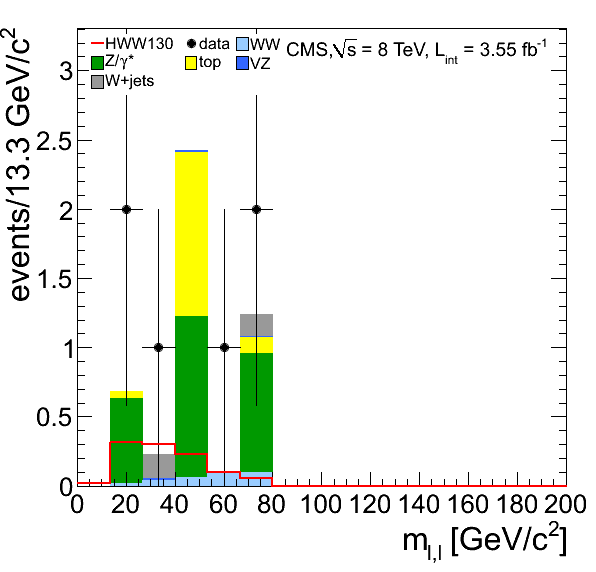 HWW130 data WW CMS,√s = 8 TeV, L_int = 3.55 fb⁻¹
Z/γ* top VZ
W+jets
events/13.3 GeV/c²
3
2.5
2
1.5
1
0.5
0
0 20 40 60 80 100 120 140 160 180 200
m_l,l [GeV/c²]